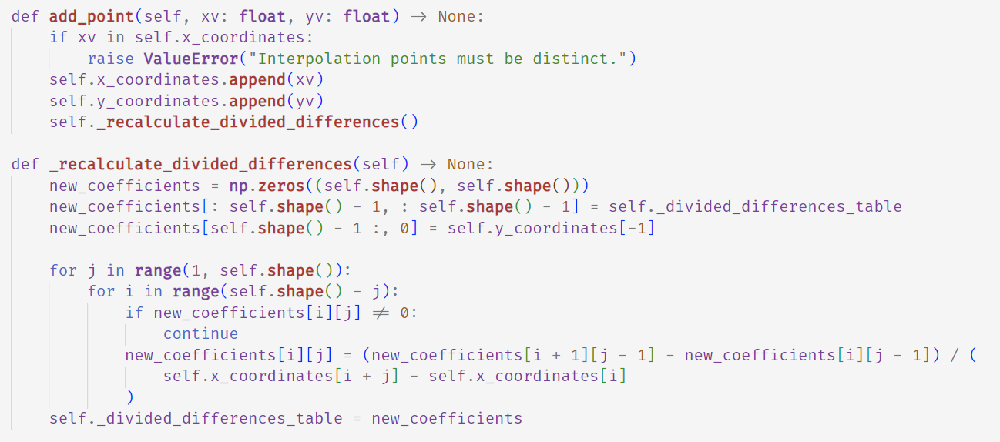 def add_point(self, xv: float, yv: float) → None:
    if xv in self.x_coordinates:
        raise ValueError("Interpolation points must be distinct.")
    self.x_coordinates.append(xv)
    self.y_coordinates.append(yv)
    self._recalculate_divided_differences()

def _recalculate_divided_differences(self) → None:
    new_coefficients = np.zeros((self.shape(), self.shape()))
    new_coefficients[: self.shape() - 1, : self.shape() - 1] = self._divided_differences_table
    new_coefficients[self.shape() - 1 :, 0] = self.y_coordinates[-1]

    for j in range(1, self.shape()):
        for i in range(self.shape() - j):
            if new_coefficients[i][j] ≠ 0:
                continue
            new_coefficients[i][j] = (new_coefficients[i + 1][j - 1] - new_coefficients[i][j - 1]) / (
                self.x_coordinates[i + j] - self.x_coordinates[i]
            )
    self._divided_differences_table = new_coefficients